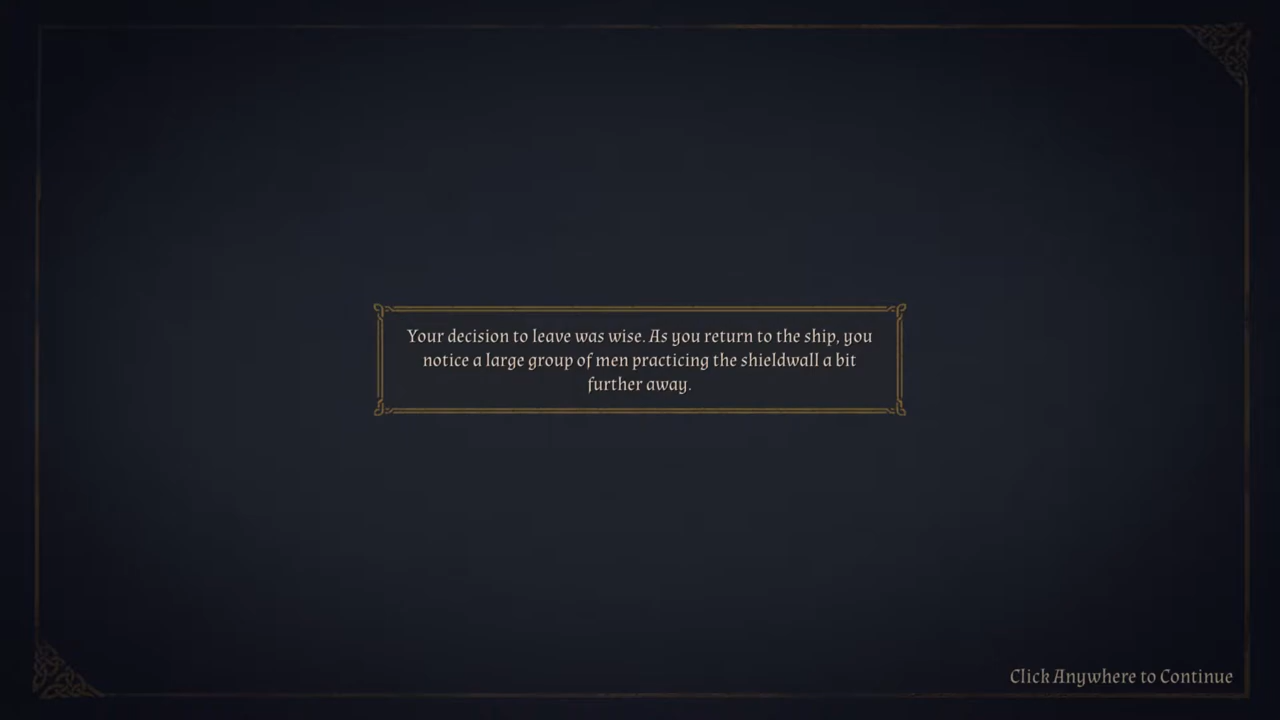 Your decision to leave was wise. As you return to the ship, you
notice a large group of men practicing the shieldwall a bit
further away.
Click Anywhere to Continue